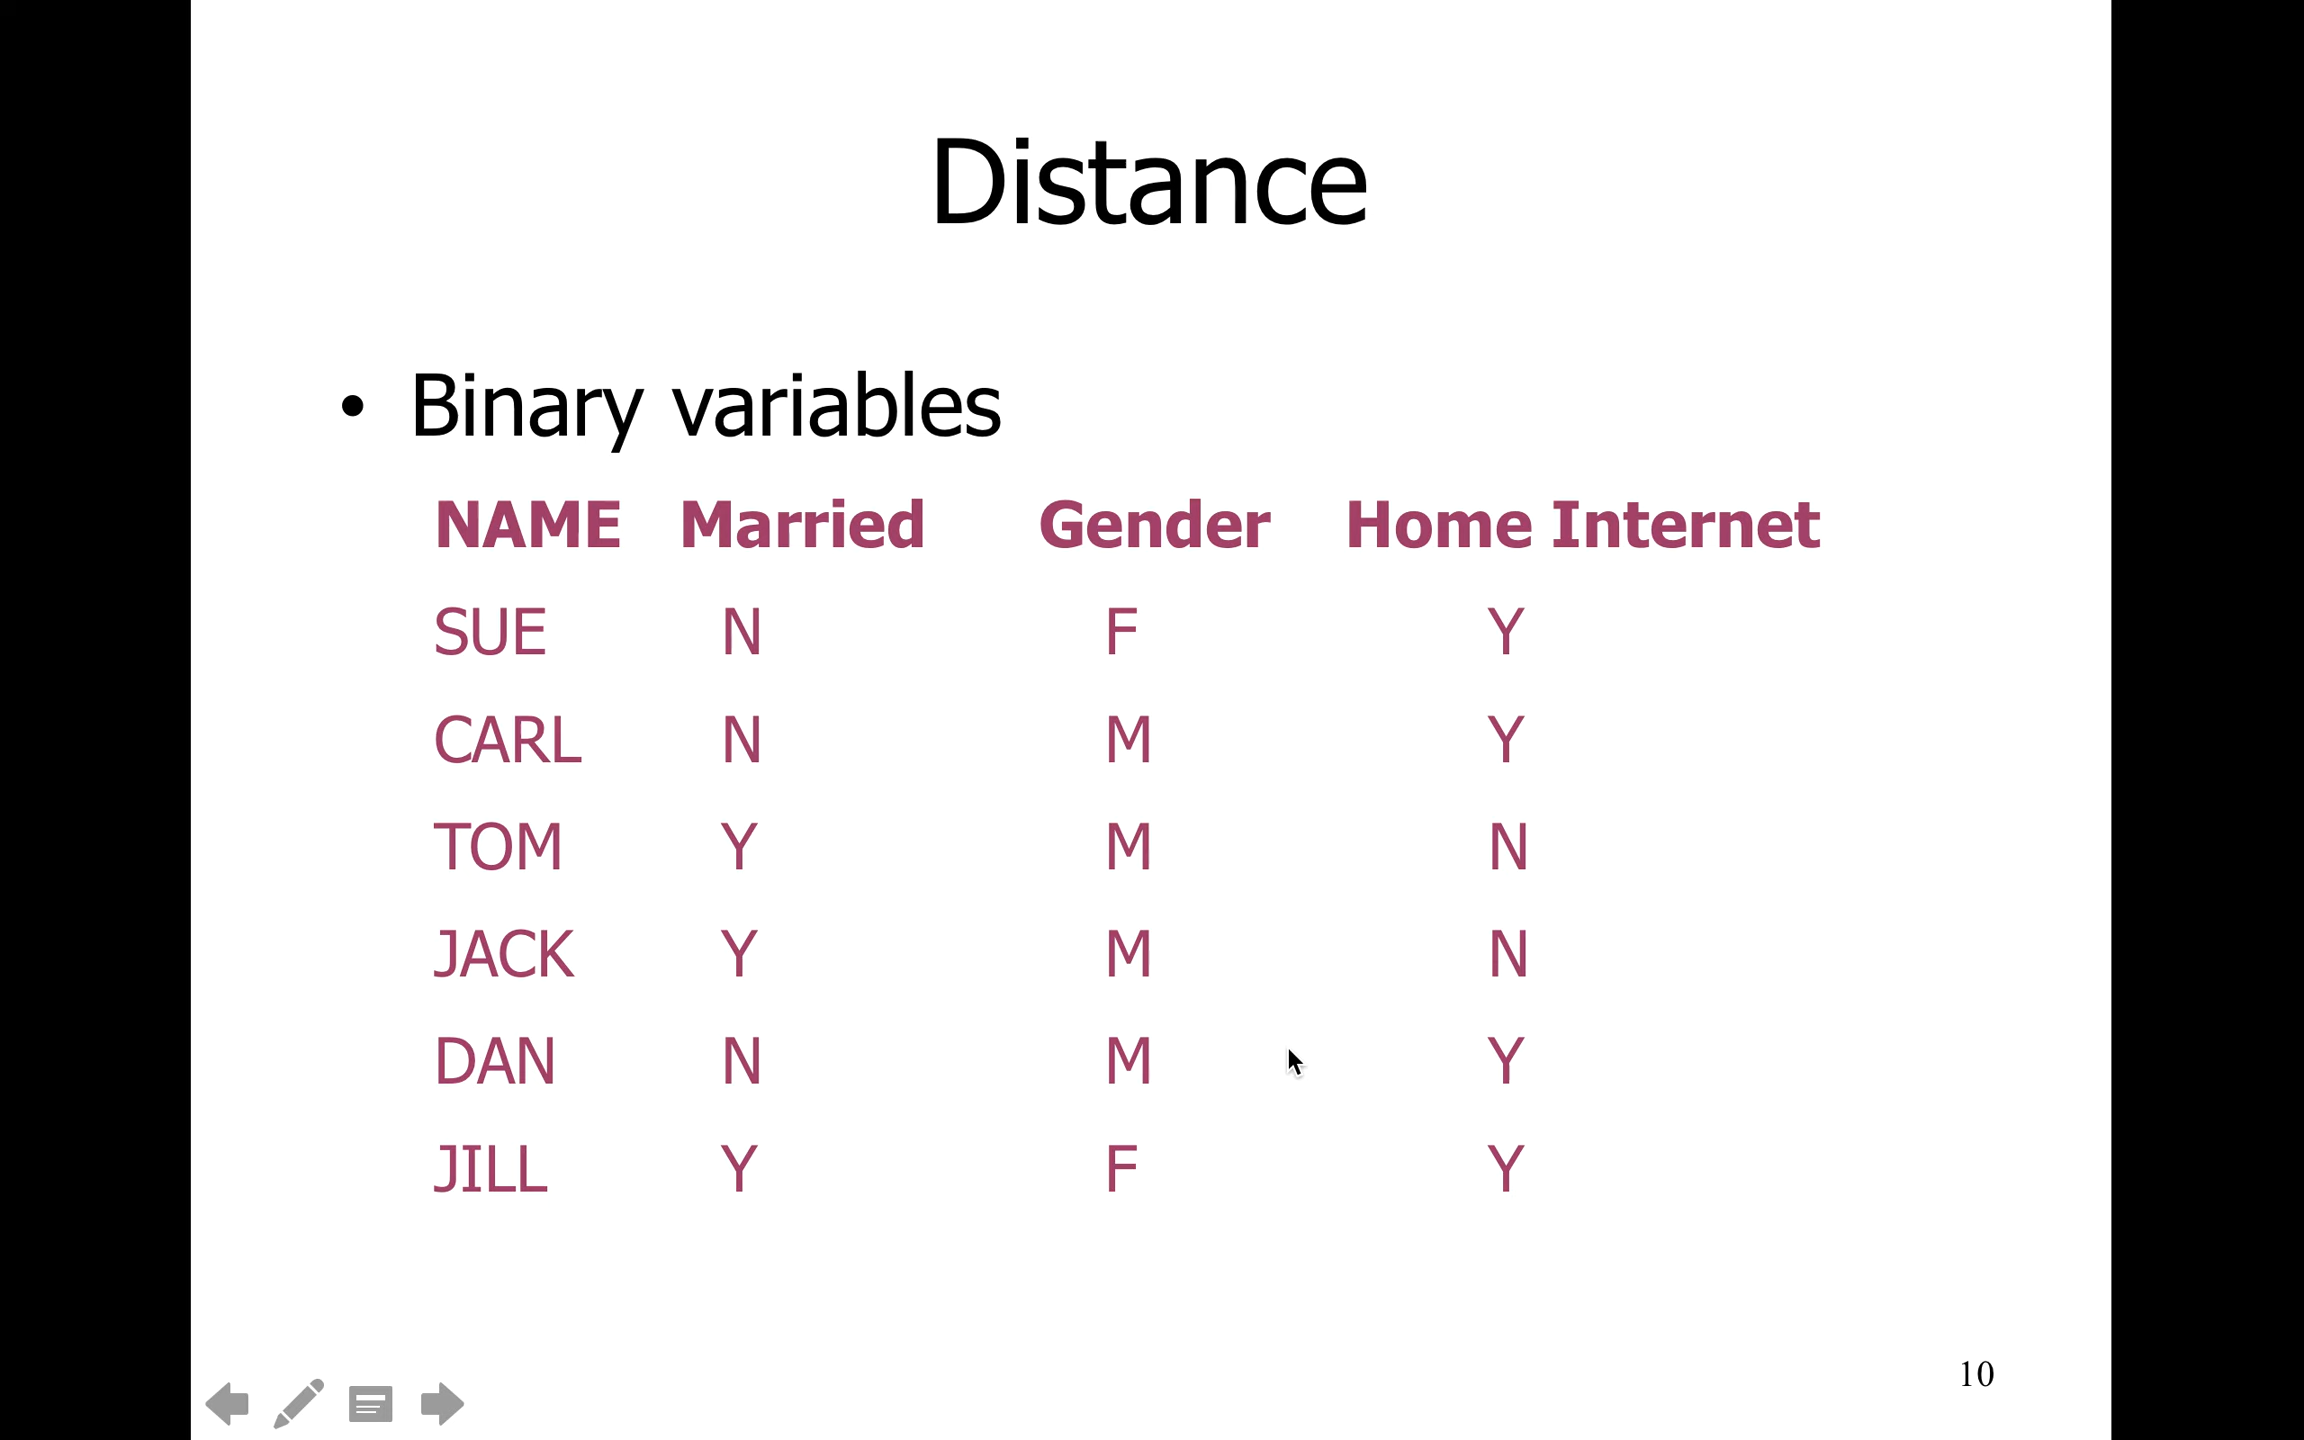 Distance
• Binary variables
NAME Married Gender Home Internet
SUE N F Y
CARL N M Y
TOM Y M N
JACK Y M N
DAN N M Y
JILL Y F Y
10